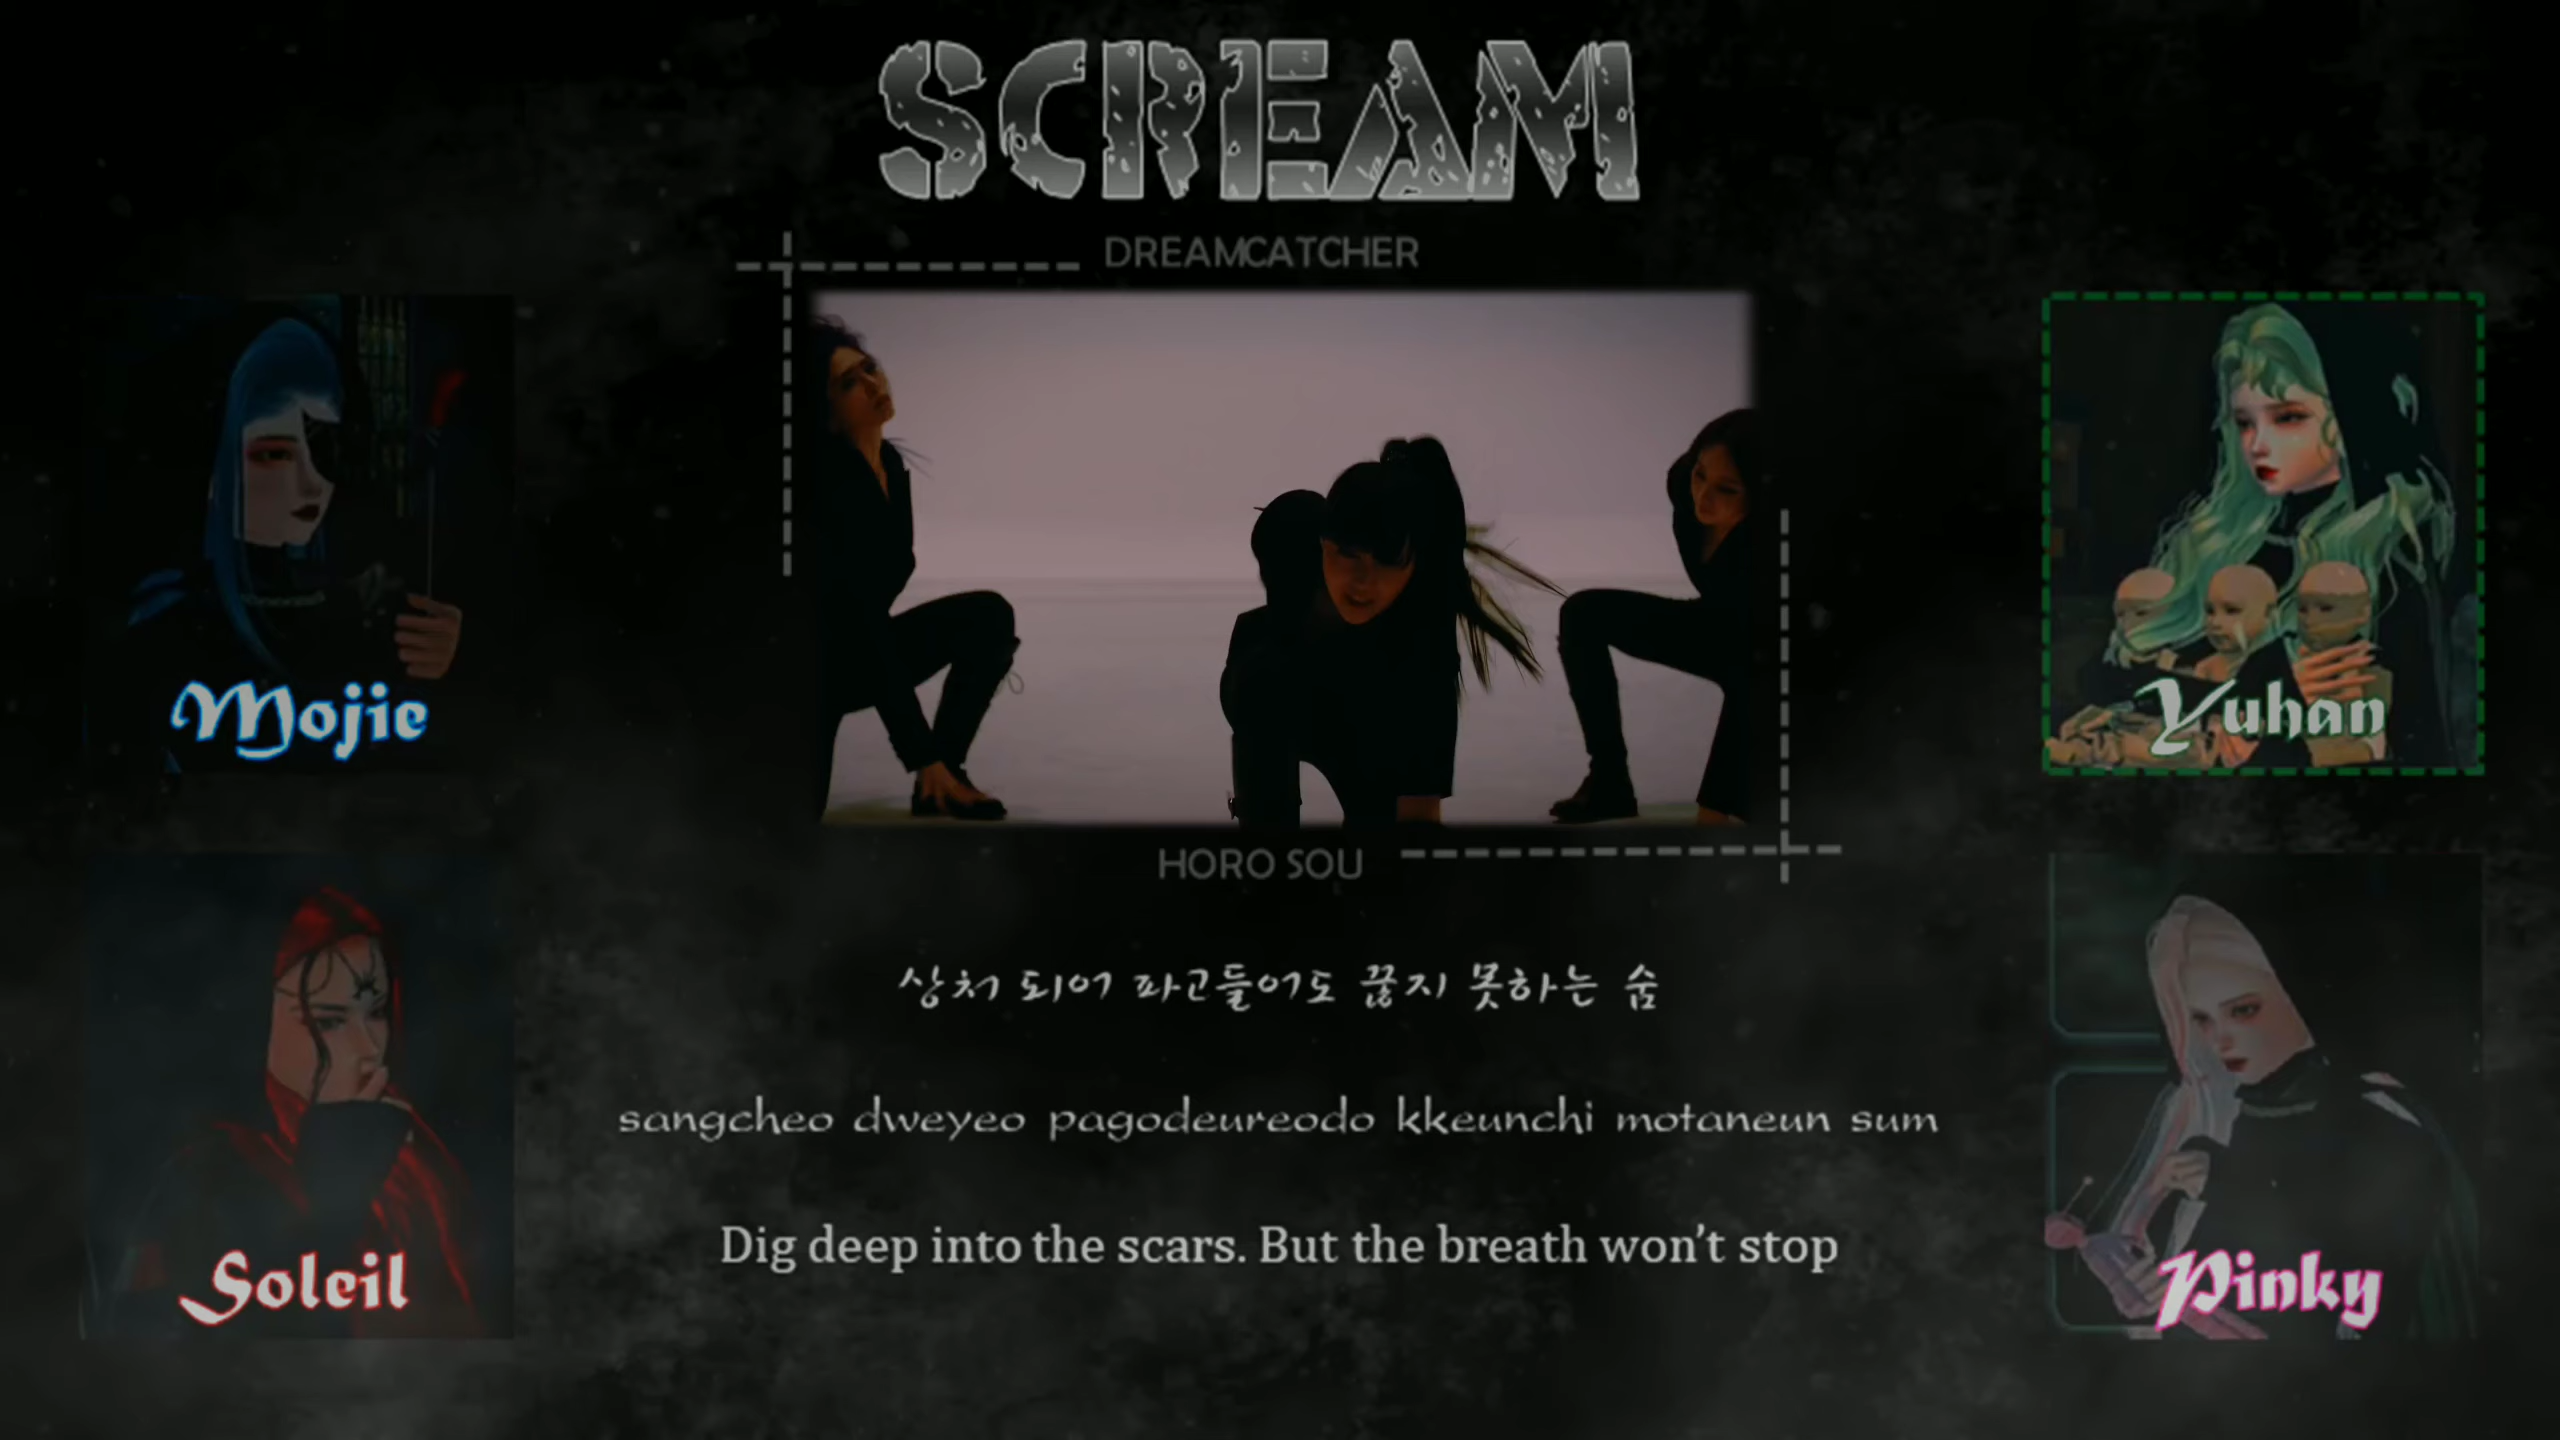 SCREAM
DREAMCATCHER
Mojie
Yuhan
HORO SOU
상처 되어 파고들어도 끊지 못하는 숨
sangcheo dweyeo pagodeureodo kkeunchi motaneun sum
Dig deep into the scars. But the breath won't stop
Soleil
Pinky